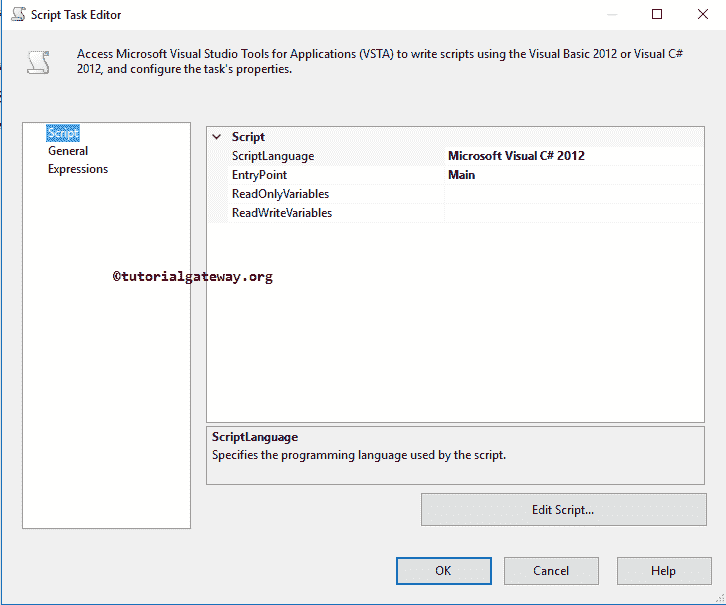 Script Task Editor
Access Microsoft Visual Studio Tools for Applications (VSTA) to write scripts using the Visual Basic 2012 or Visual C#
2012, and configure the task's properties.
Script
General
Expressions
Script
ScriptLanguage Microsoft Visual C# 2012
EntryPoint Main
ReadOnlyVariables
ReadWriteVariables
©tutorialgateway.org
ScriptLanguage
Specifies the programming language used by the script.
Edit Script...
OK Cancel Help